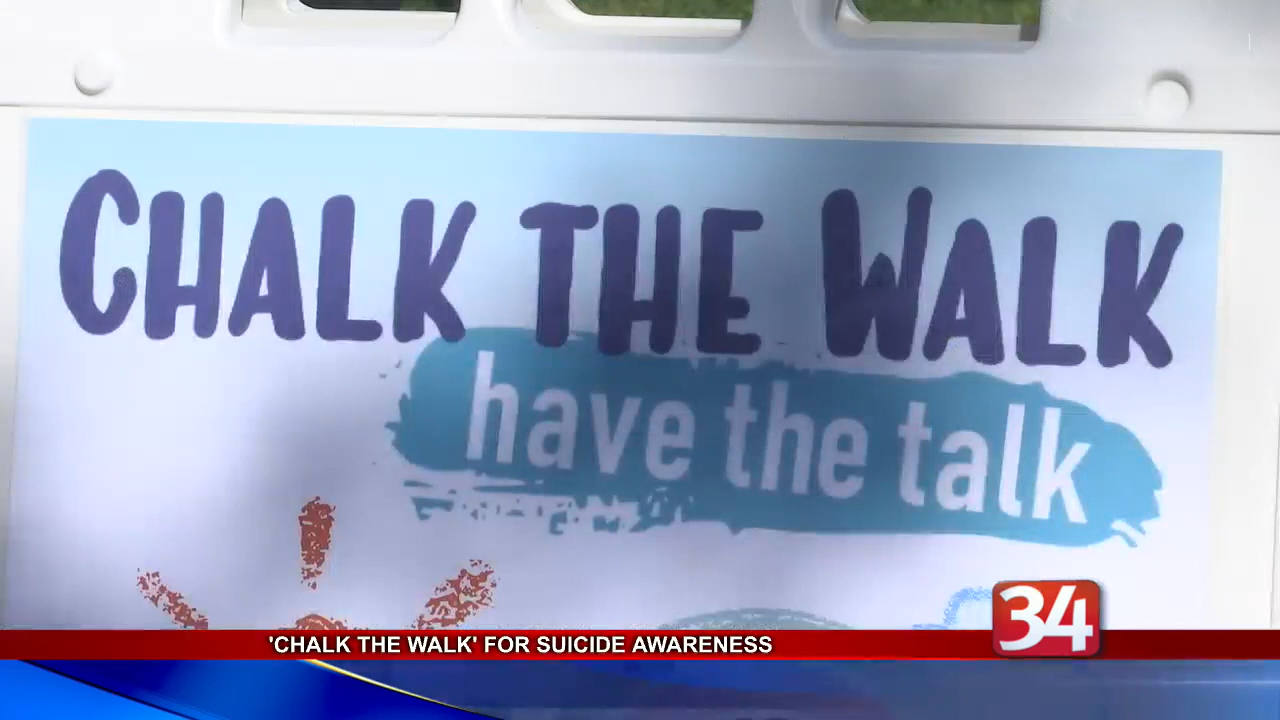 CHALK THE WALK
have the talk
34
'CHALK THE WALK' FOR SUICIDE AWARENESS